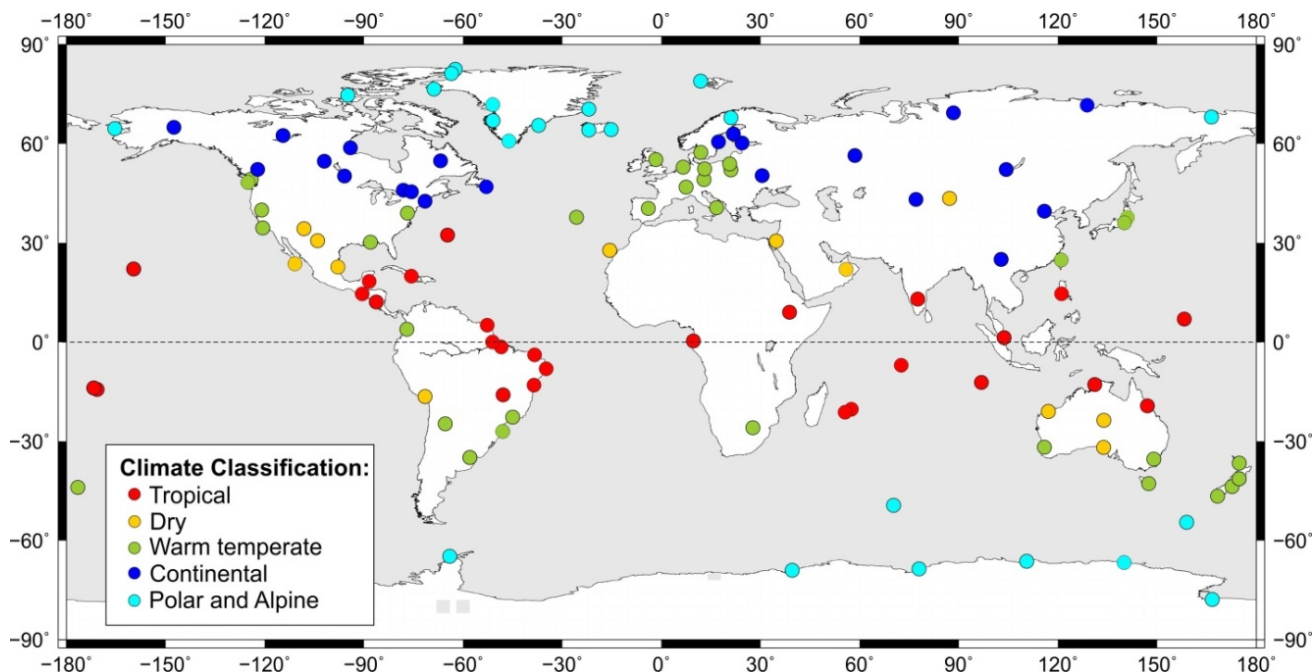 −180˚ −150˚ −120˚ −90˚ −60˚ −30˚ 0˚ 30˚ 60˚ 90˚ 120˚ 150˚ 180˚
90˚ 90˚
60˚ 60˚
30˚ 30˚
0˚ 0˚
−30˚ −30˚
−60˚ −60˚
−90˚ −90˚
Climate Classification:
Tropical
Dry
Warm temperate
Continental
Polar and Alpine
−180˚ −150˚ −120˚ −90˚ −60˚ −30˚ 0˚ 30˚ 60˚ 90˚ 120˚ 150˚ 180˚